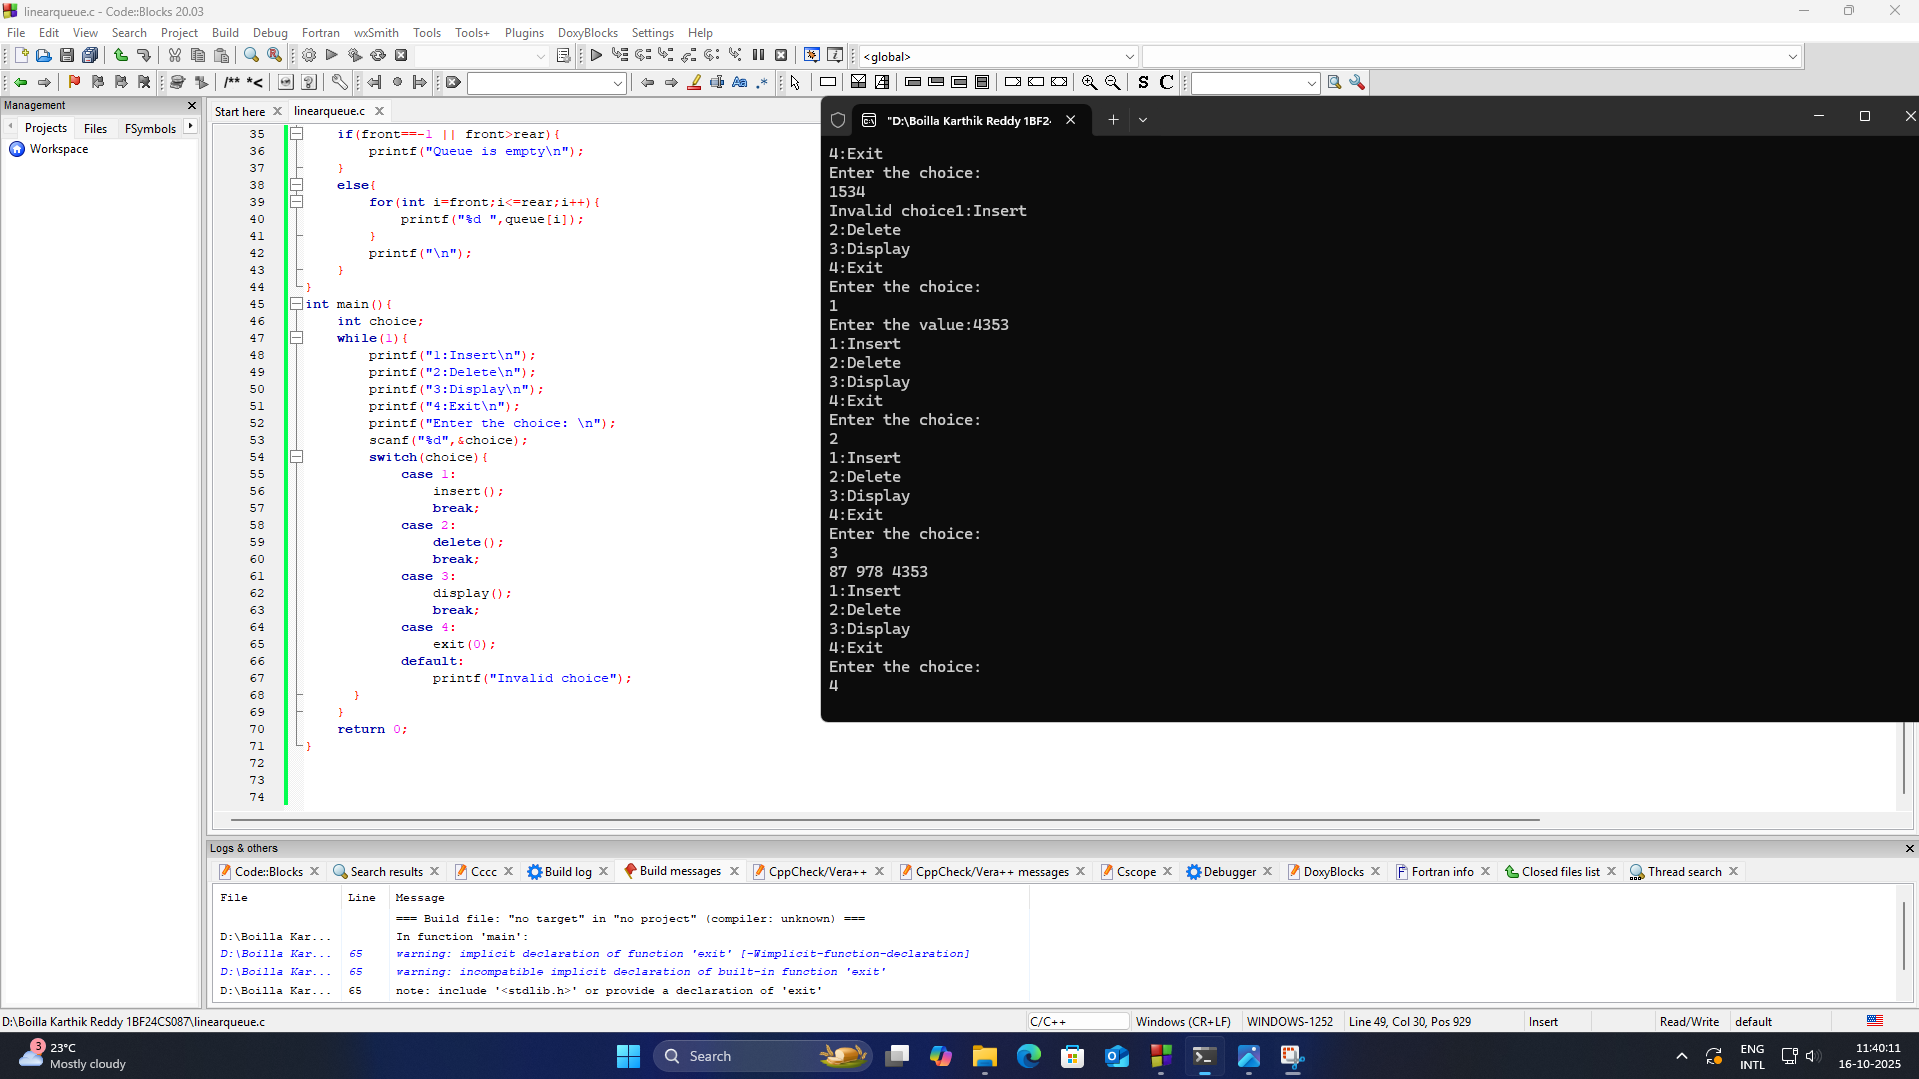 linearqueue.c - Code::Blocks 20.03
File Edit View Search Project Build Debug Fortran wxSmith Tools Tools+ Plugins DoxyBlocks Settings Help
<global>
/** *<
S C
Management
Projects Files FSymbols
Workspace
Start here linearqueue.c
35 if(front==-1 || front>rear){
36 printf("Queue is empty\n");
37 }
38 else{
39 for(int i=front;i<=rear;i++){
40 printf("%d ",queue[i]);
41 }
42 printf("\n");
43 }
44 }
45 int main(){
46 int choice;
47 while(1){
48 printf("1:Insert\n");
49 printf("2:Delete\n");
50 printf("3:Display\n");
51 printf("4:Exit\n");
52 printf("Enter the choice: \n");
53 scanf("%d",&choice);
54 switch(choice){
55 case 1:
56 insert();
57 break;
58 case 2:
59 delete();
60 break;
61 case 3:
62 display();
63 break;
64 case 4:
65 exit(0);
66 default:
67 printf("Invalid choice");
68 }
69 }
70 return 0;
71 }
72
73
74
"D:\Boilla Karthik Reddy 1BF24
4:Exit
Enter the choice:
1534
Invalid choice1:Insert
2:Delete
3:Display
4:Exit
Enter the choice:
1
Enter the value:4353
1:Insert
2:Delete
3:Display
4:Exit
Enter the choice:
2
1:Insert
2:Delete
3:Display
4:Exit
Enter the choice:
3
87 978 4353
1:Insert
2:Delete
3:Display
4:Exit
Enter the choice:
4
Logs & others
Code::Blocks Search results Cccc Build log Build messages CppCheck/Vera++ CppCheck/Vera++ messages Cscope Debugger DoxyBlocks Fortran info Closed files list Thread search
File Line Message
=== Build file: "no target" in "no project" (compiler: unknown) ===
D:\Boilla Kar... In function 'main':
D:\Boilla Kar... 65 warning: implicit declaration of function 'exit' [-Wimplicit-function-declaration]
D:\Boilla Kar... 65 warning: incompatible implicit declaration of built-in function 'exit'
D:\Boilla Kar... 65 note: include '<stdlib.h>' or provide a declaration of 'exit'
D:\Boilla Karthik Reddy 1BF24CS087\linearqueue.c C/C++ Windows (CR+LF) WINDOWS-1252 Line 49, Col 30, Pos 929 Insert Read/Write default
3
23°C
Mostly cloudy
Search
ENG
INTL
11:40:11
16-10-2025